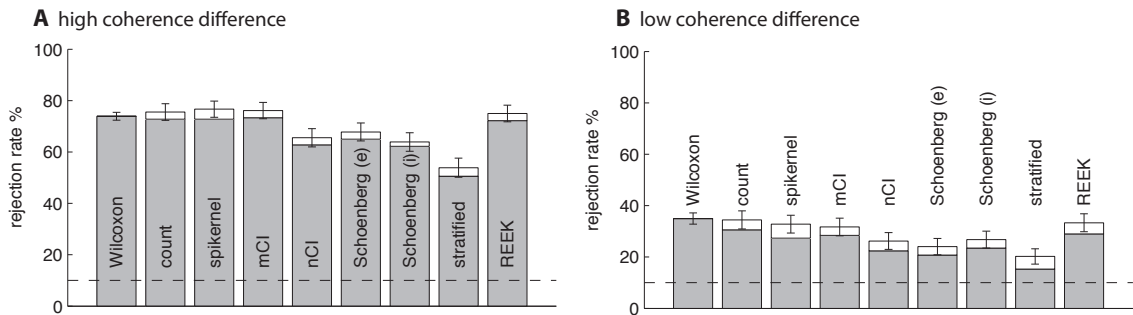 A high coherence difference
100
80
60
40
20
0
rejection rate %
Wilcoxon
count
spikernel
mCI
nCI
Schoenberg (e)
Schoenberg (i)
stratified
REEK
B low coherence difference
100
80
60
40
20
0
rejection rate %
Wilcoxon
count
spikernel
mCI
nCI
Schoenberg (e)
Schoenberg (i)
stratified
REEK